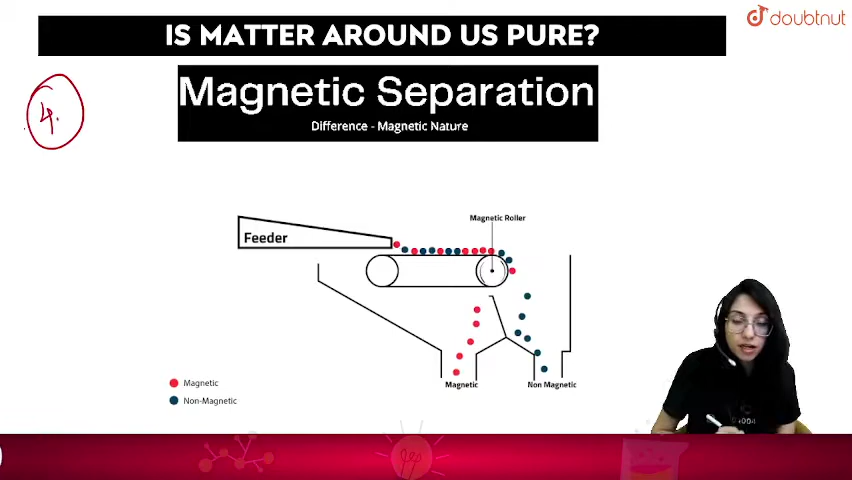 doubtnut
IS MATTER AROUND US PURE?
4.
Magnetic Separation
Difference - Magnetic Nature
Magnetic Roller
Feeder
Magnetic
Non Magnetic
Magnetic
Non-Magnetic